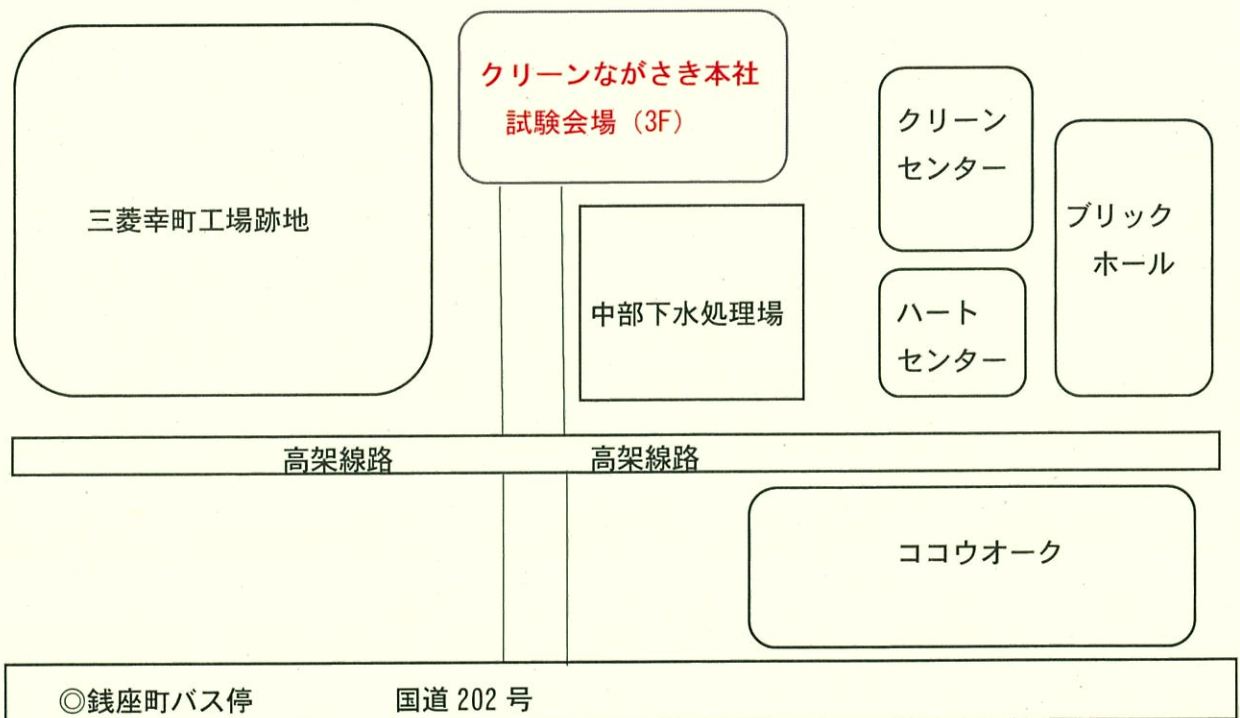 クリーンながさき本社
試験会場（3F）
三菱幸町工場跡地
中部下水処理場
クリーン
センター
ハート
センター
ブリック
ホール
高架線路
高架線路
ココウオーク
◎銭座町バス停
国道 202 号